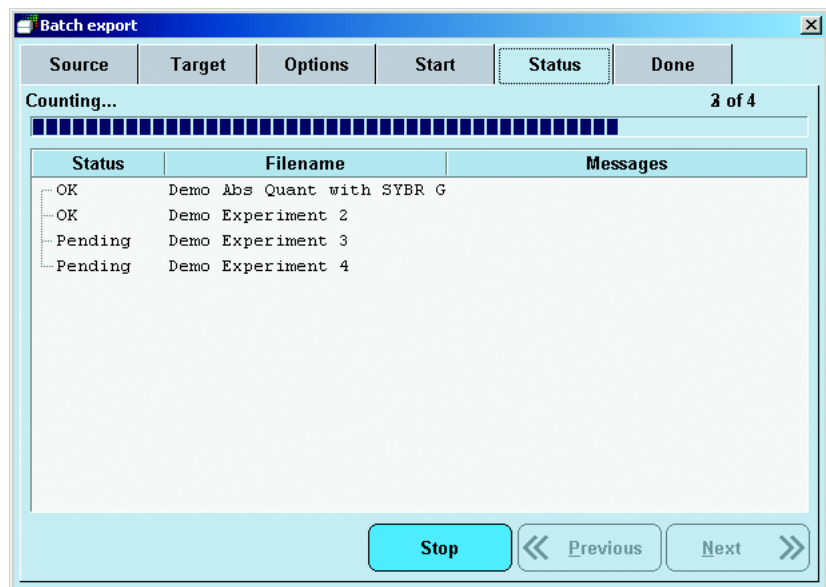 Batch export
Source Target Options Start Status Done
Counting... of 4
Status Filename Messages
OK Demo Abs Quant with SYBR G
OK Demo Experiment 2
Pending Demo Experiment 3
Pending Demo Experiment 4
Stop Previous Next